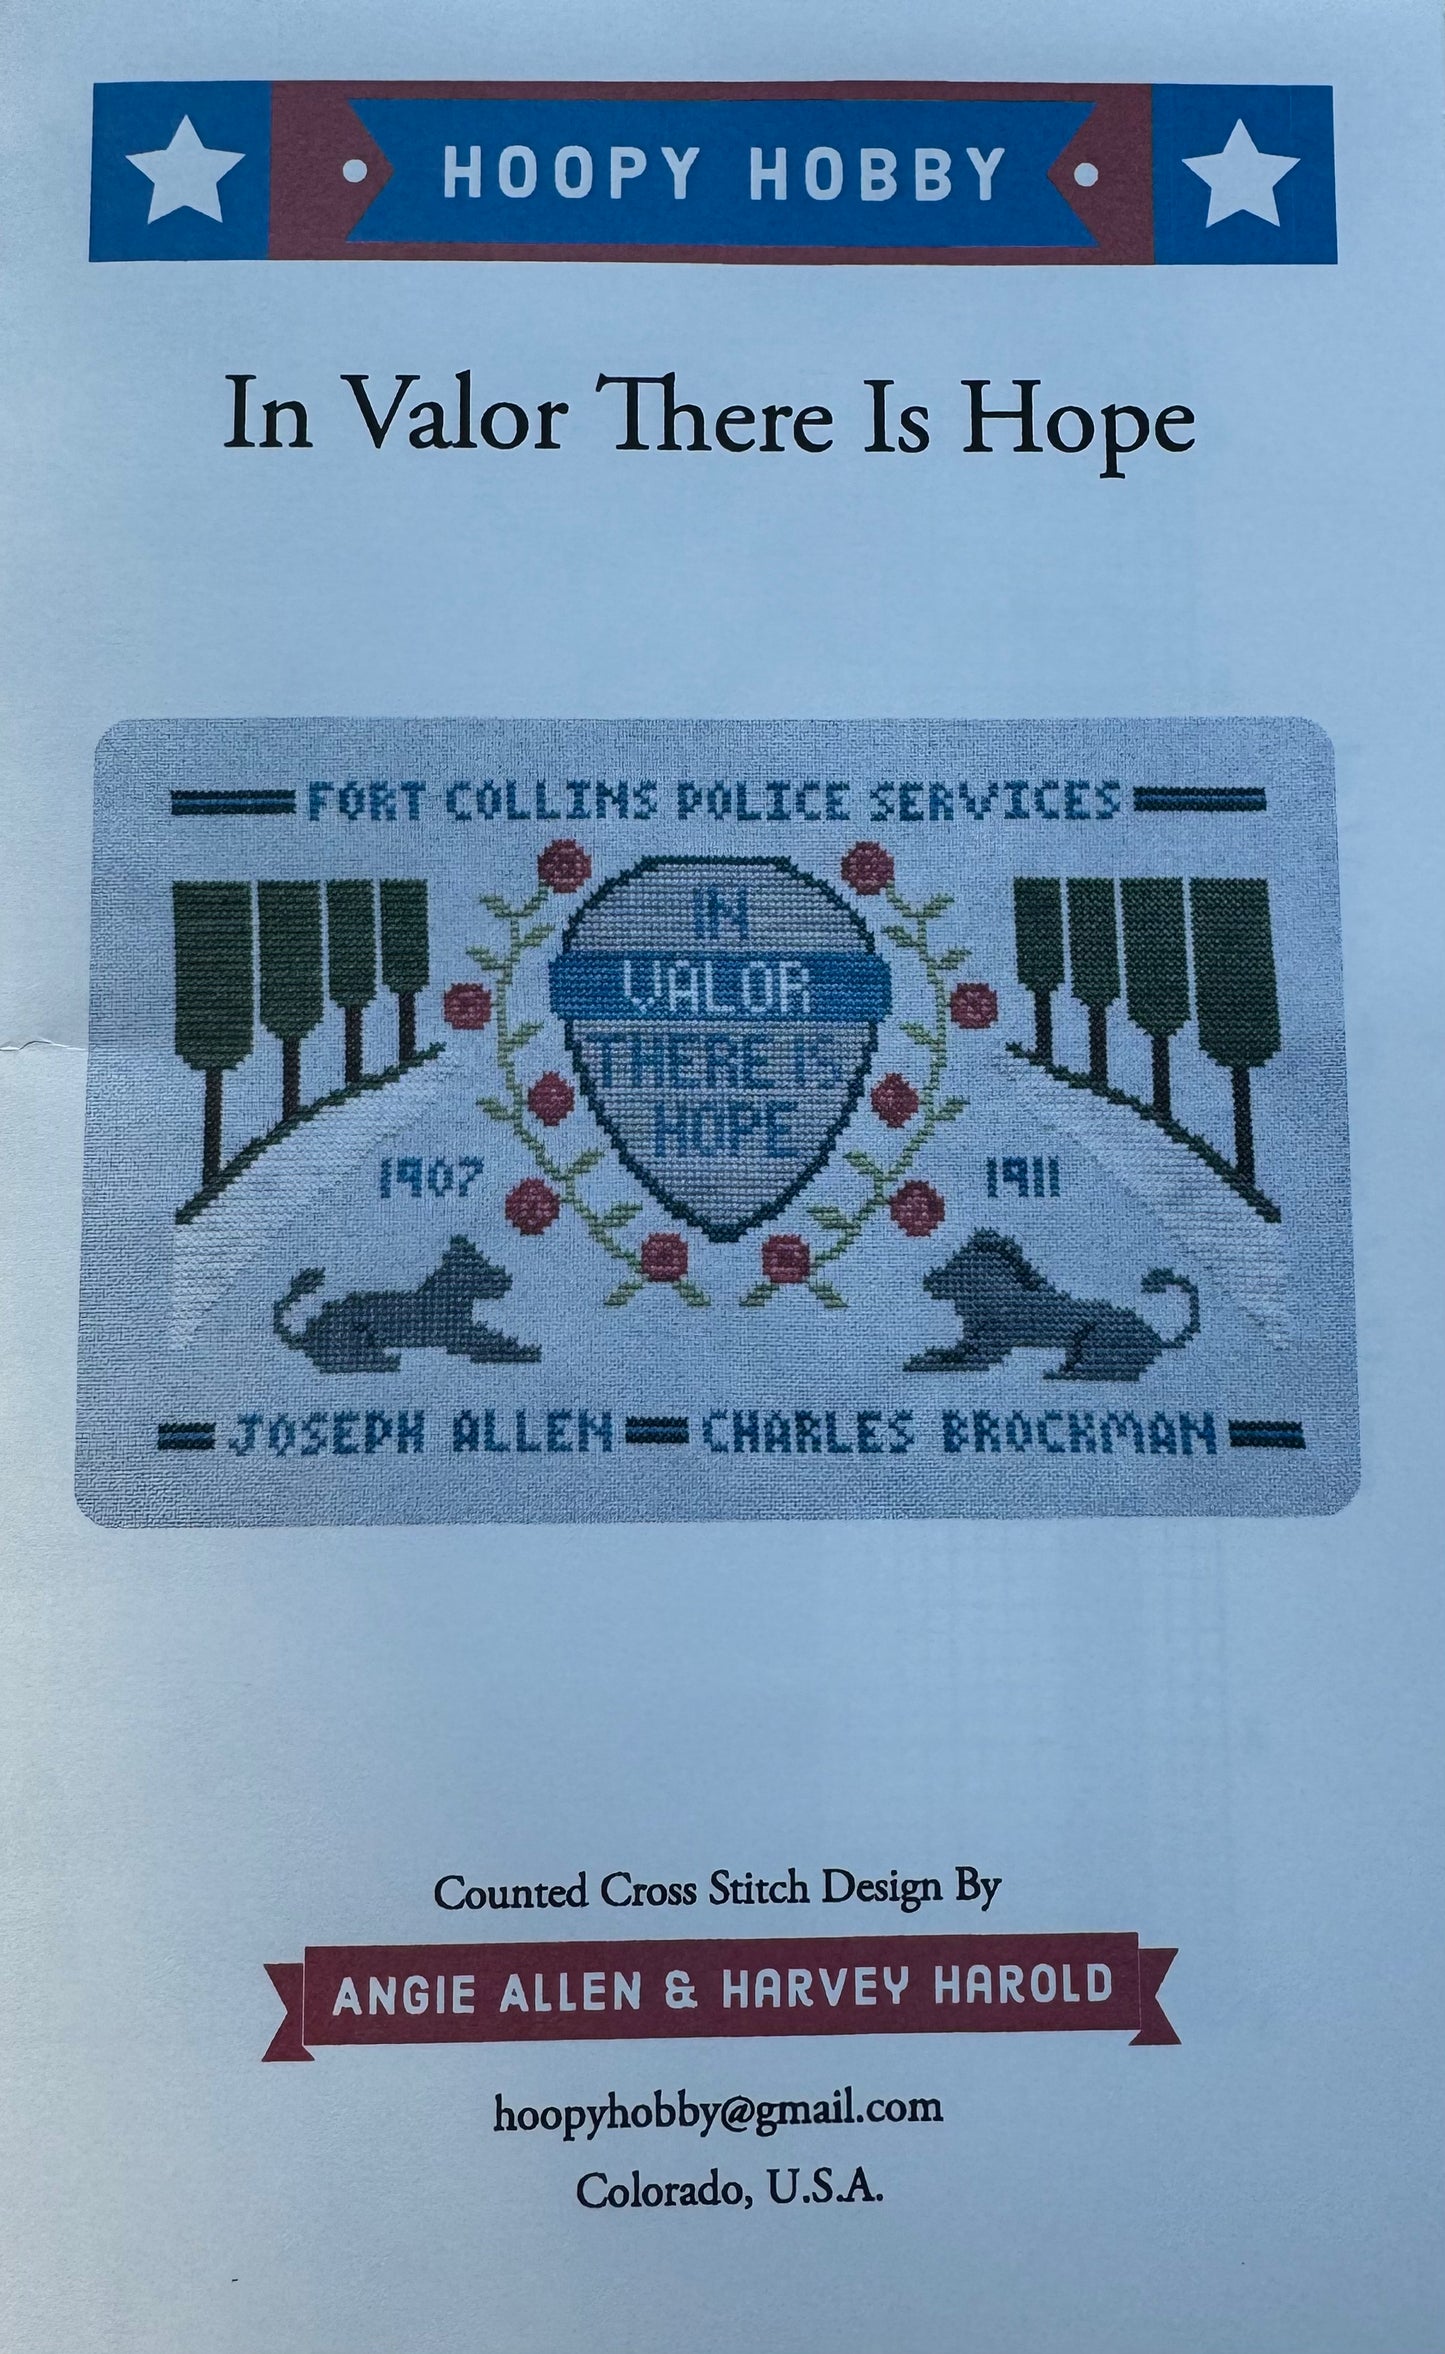 HOOPY HOBBY
In Valor There Is Hope
FORT COLLINS POLICE SERVICES
IN
VALOR
THERE IS
HOPE
1907
1911
JOSEPH ALLEN
CHARLES BROCKMAN
Counted Cross Stitch Design By
ANGIE ALLEN & HARVEY HAROLD
hoopyhobby@gmail.com
Colorado, U.S.A.